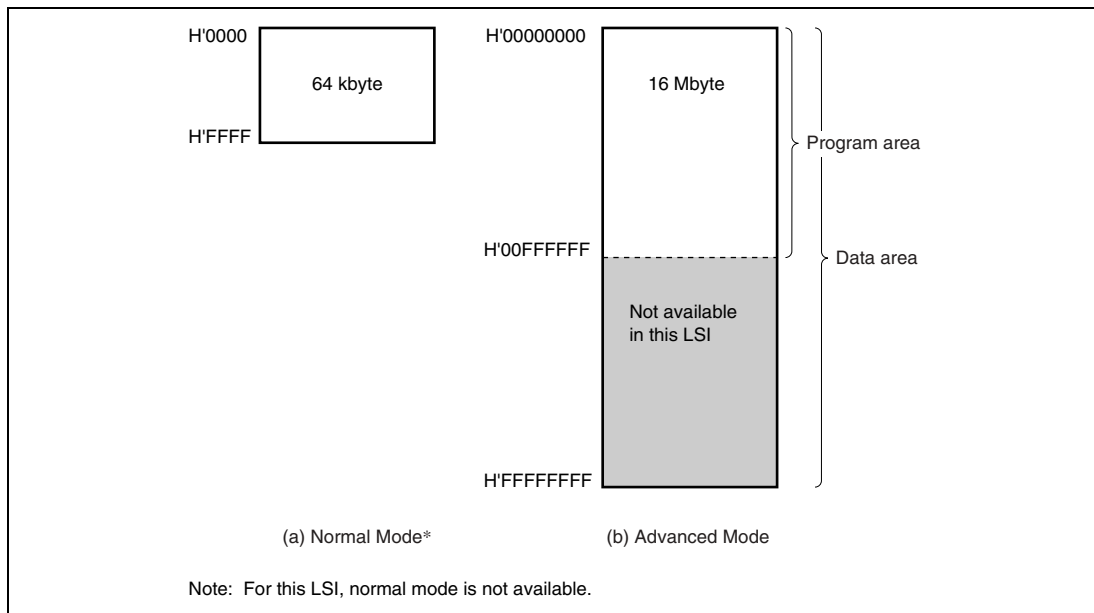 H'0000
64 kbyte
H'FFFF
(a) Normal Mode*
H'00000000
16 Mbyte
Program area
H'00FFFFFF
Data area
Not available
in this LSI
H'FFFFFFFF
(b) Advanced Mode
Note: For this LSI, normal mode is not available.